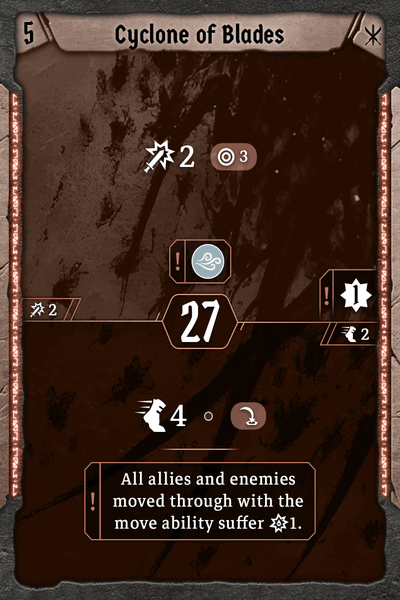 5 Cyclone of Blades
2 3
!
2 27 ! 1
2
4
All allies and enemies
moved through with the
! move ability suffer 1.